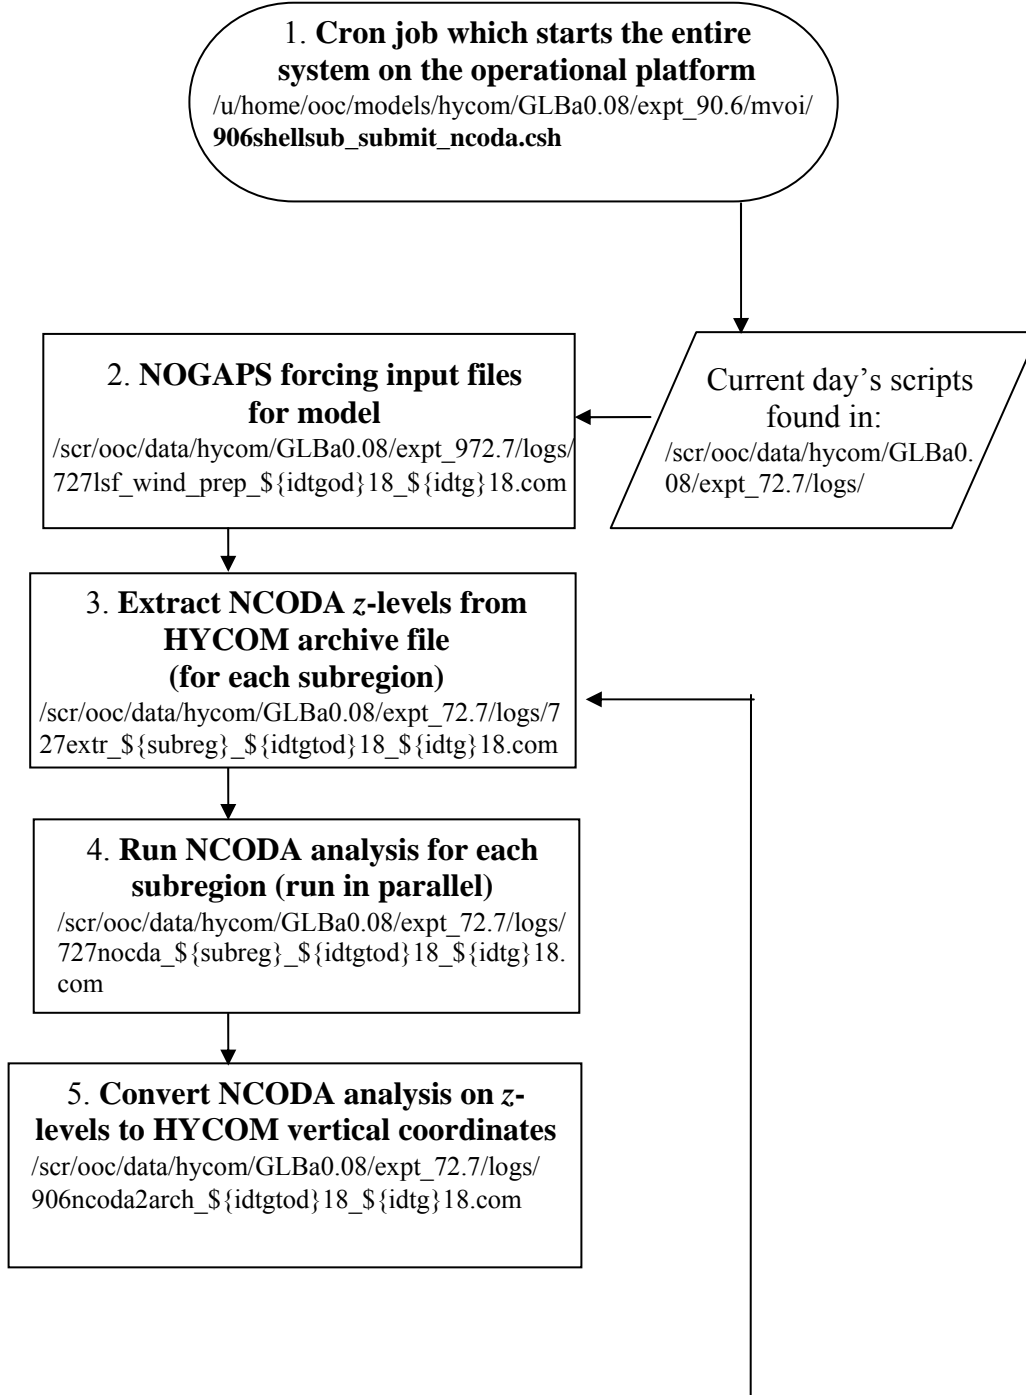 1. Cron job which starts the entire
system on the operational platform
/u/home/ooc/models/hycom/GLBa0.08/expt_90.6/mvoi/
906shellsub_submit_ncoda.csh
2. NOGAPS forcing input files
for model
/scr/ooc/data/hycom/GLBa0.08/expt_972.7/logs/
727lsf_wind_prep_${idtgod}18_${idtg}18.com
Current day's scripts
found in:
/scr/ooc/data/hycom/GLBa0.
08/expt_72.7/logs/
3. Extract NCODA z-levels from
HYCOM archive file
(for each subregion)
/scr/ooc/data/hycom/GLBa0.08/expt_72.7/logs/7
27extr_${subreg}_${idtgtod}18_${idtg}18.com
4. Run NCODA analysis for each
subregion (run in parallel)
/scr/ooc/data/hycom/GLBa0.08/expt_72.7/logs/
727nocda_${subreg}_${idtgtod}18_${idtg}18.
com
5. Convert NCODA analysis on z-
levels to HYCOM vertical coordinates
/scr/ooc/data/hycom/GLBa0.08/expt_72.7/logs/
906ncoda2arch_${idtgtod}18_${idtg}18.com